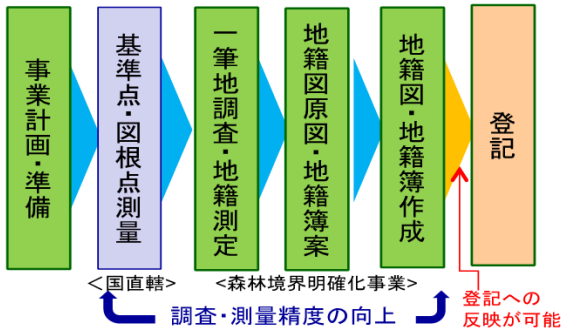 事業計画・準備
基準点・図根点測量
一筆地調査・地籍測定
地籍図原図・地籍簿案
地籍図・地籍簿作成
登記
＜国直轄＞
＜森林境界明確化事業＞
調査・測量精度の向上
登記への
反映が可能